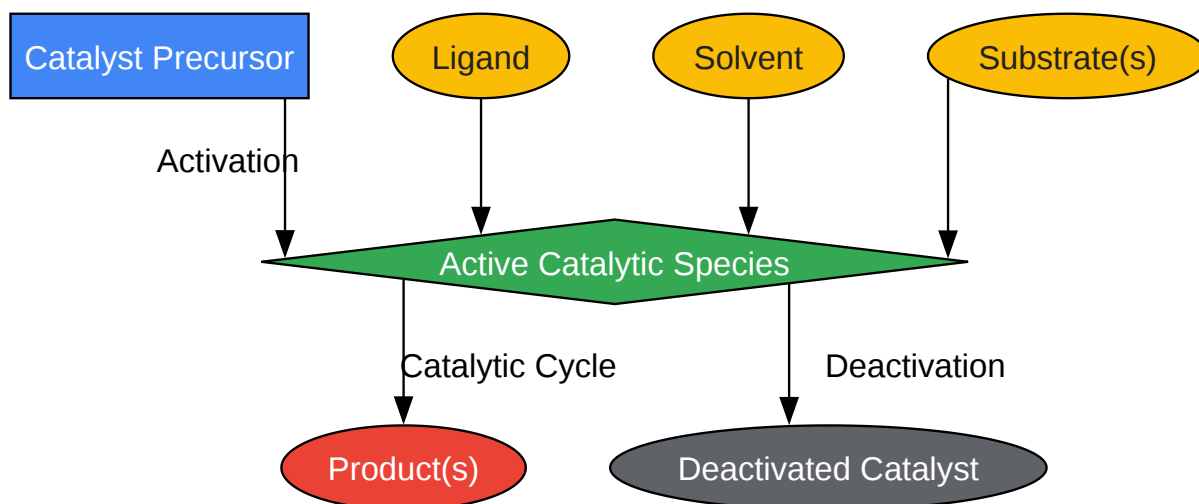 Catalyst Precursor
Ligand
Solvent
Substrate(s)
Activation
Active Catalytic Species
Catalytic Cycle
Deactivation
Product(s)
Deactivated Catalyst